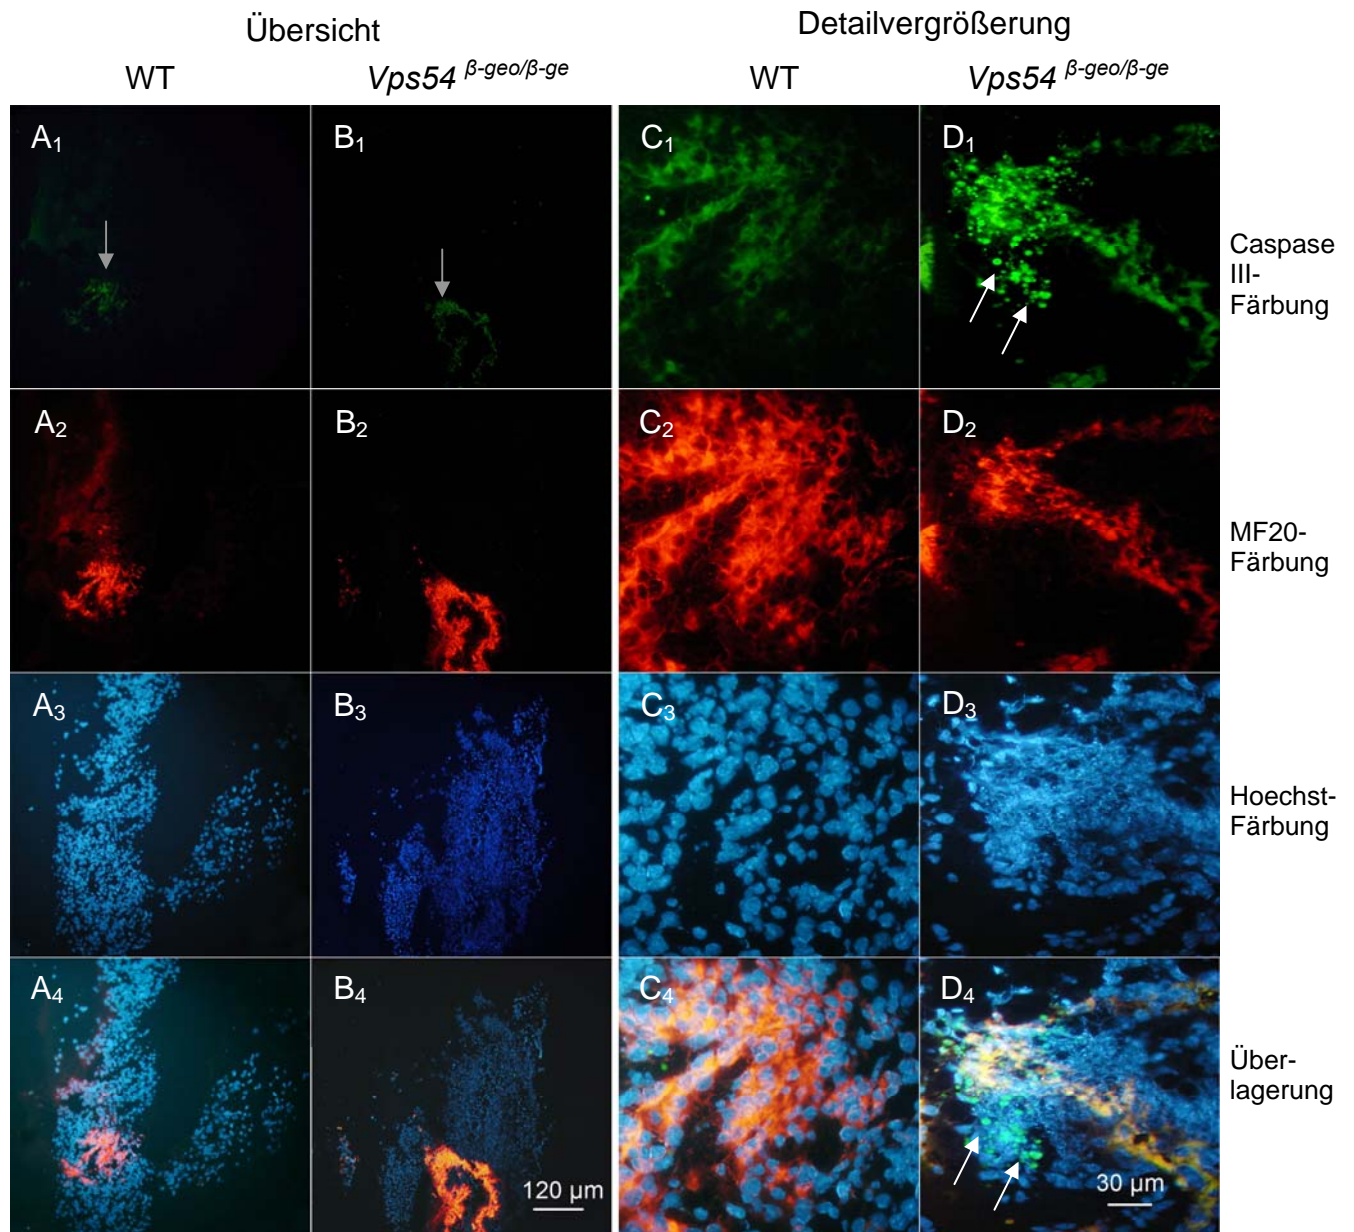 Übersicht
Detailvergrößerung
WT
Vps54 β-geo/β-ge
WT
Vps54 β-geo/β-ge
A1
B1
C1
D1
Caspase
III-
Färbung
A2
B2
C2
D2
MF20-
Färbung
A3
B3
C3
D3
Hoechst-
Färbung
A4
B4
C4
D4
Über-
lagerung
120 µm
30 µm